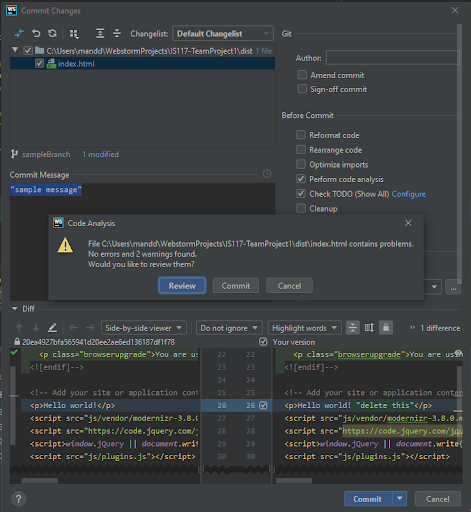 WS Commit Changes
Changelist: Default Changelist
C:\Users\mandd\WebstormProjects\IS117-TeamProject1\dist 1 file
index.html
sampleBranch 1 modified
Commit Message
"sample message"
Git
Author:
Amend commit
Sign-off commit
Before Commit
Reformat code
Rearrange code
Optimize imports
Perform code analysis
Check TODO (Show All) Configure
Cleanup
WS Code Analysis
File C:\Users\mandd\WebstormProjects\IS117-TeamProject1\dist\index.html contains problems.
No errors and 2 warnings found.
Would you like to review them?
Review Commit Cancel
...
Diff
Side-by-side viewer Do not ignore Highlight words » 1 difference
Your version
<p class="browserupgrade">You are us 22 22 <p class="browserupgrade">You are us
<![endif]--> 23 23 <![endif]-->
24 24
<!-- Add your site or application cont 25 25 <!-- Add your site or application con
<p>Hello world!</p> 26 26 <p>Hello world! "delete this"</p>
<script src="js/vendor/modernizr-3.8.0. 27 27 <script src="js/vendor/modernizr-3.8.0.m
<script src="https://code.jquery.com/jq 28 28 <script src="https://code.jquery.com/jqu
<script>window.jQuery || document.write 29 29 <script>window.jQuery || document.write(
<script src="js/plugins.js"></script> 30 30 <script src="js/plugins.js"></script>
? Commit Cancel